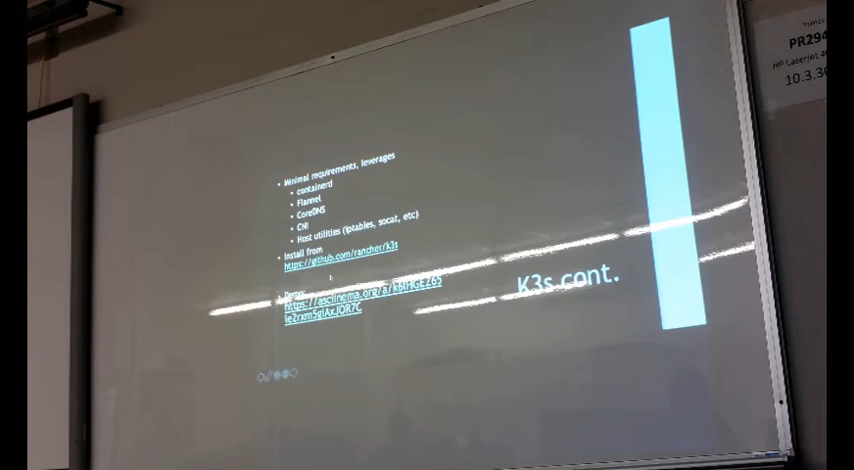 • Minimal requirements, leverages
• containerd
• Flannel
• CoreDNS
• CNI
• Host utilities (iptables, socat, etc)
• Install from
https://github.com/rancher/k3s
• Demo:
K3s cont.
PR294
HP Laserjet
10.3.30